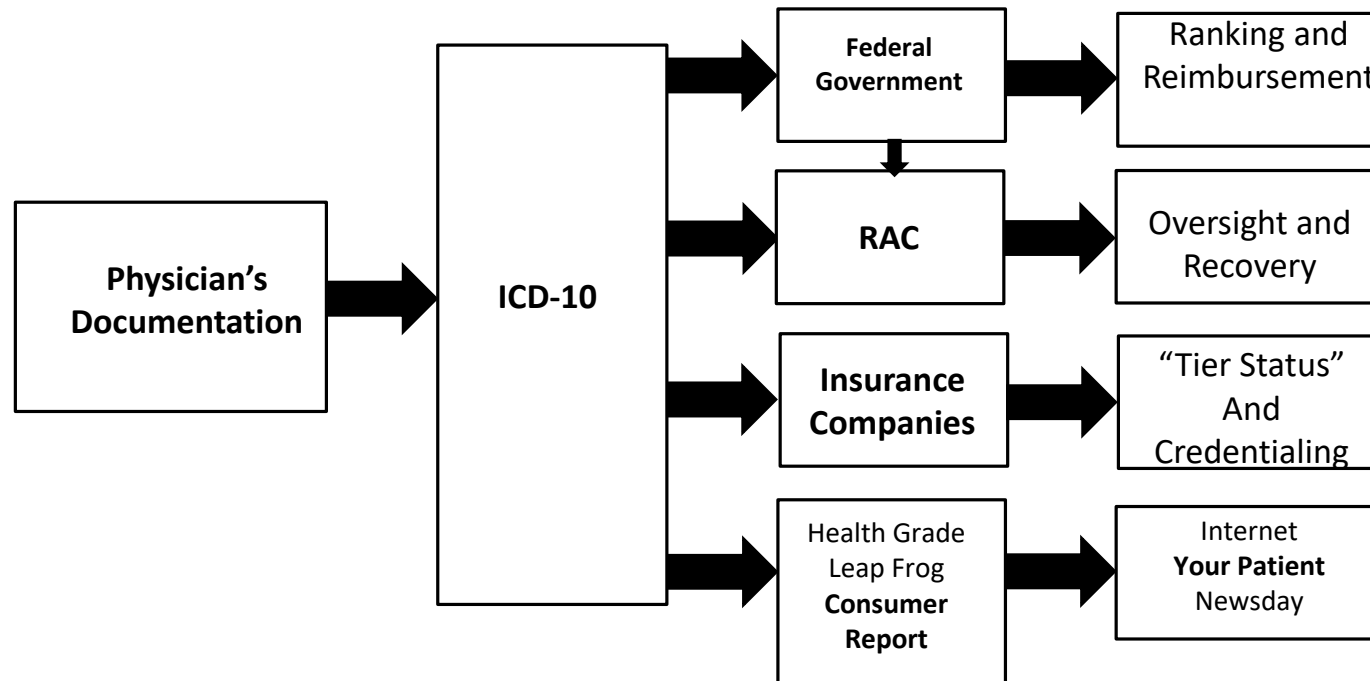 Physician’s
Documentation
ICD-10
Federal
Government
Ranking and
Reimbursement
RAC
Oversight and
Recovery
Insurance
Companies
“Tier Status”
And
Credentialing
Health Grade
Leap Frog
Consumer
Report
Internet
Your Patient
Newsday